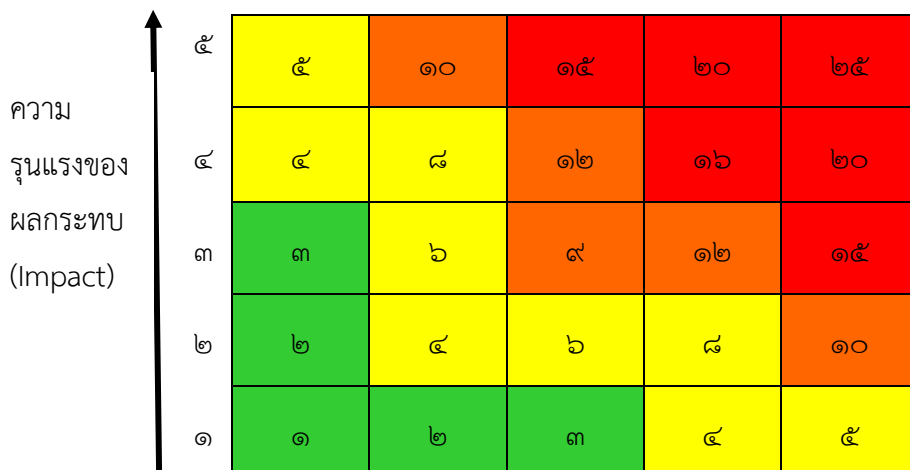 ความ
รุนแรงของ
ผลกระทบ
(Impact)
๕ ๕ ๑๐ ๑๕ ๒๐ ๒๕
๔ ๔ ๘ ๑๒ ๑๖ ๒๐
๓ ๓ ๖ ๙ ๑๒ ๑๕
๒ ๒ ๔ ๖ ๘ ๑๐
๑ ๑ ๒ ๓ ๔ ๕